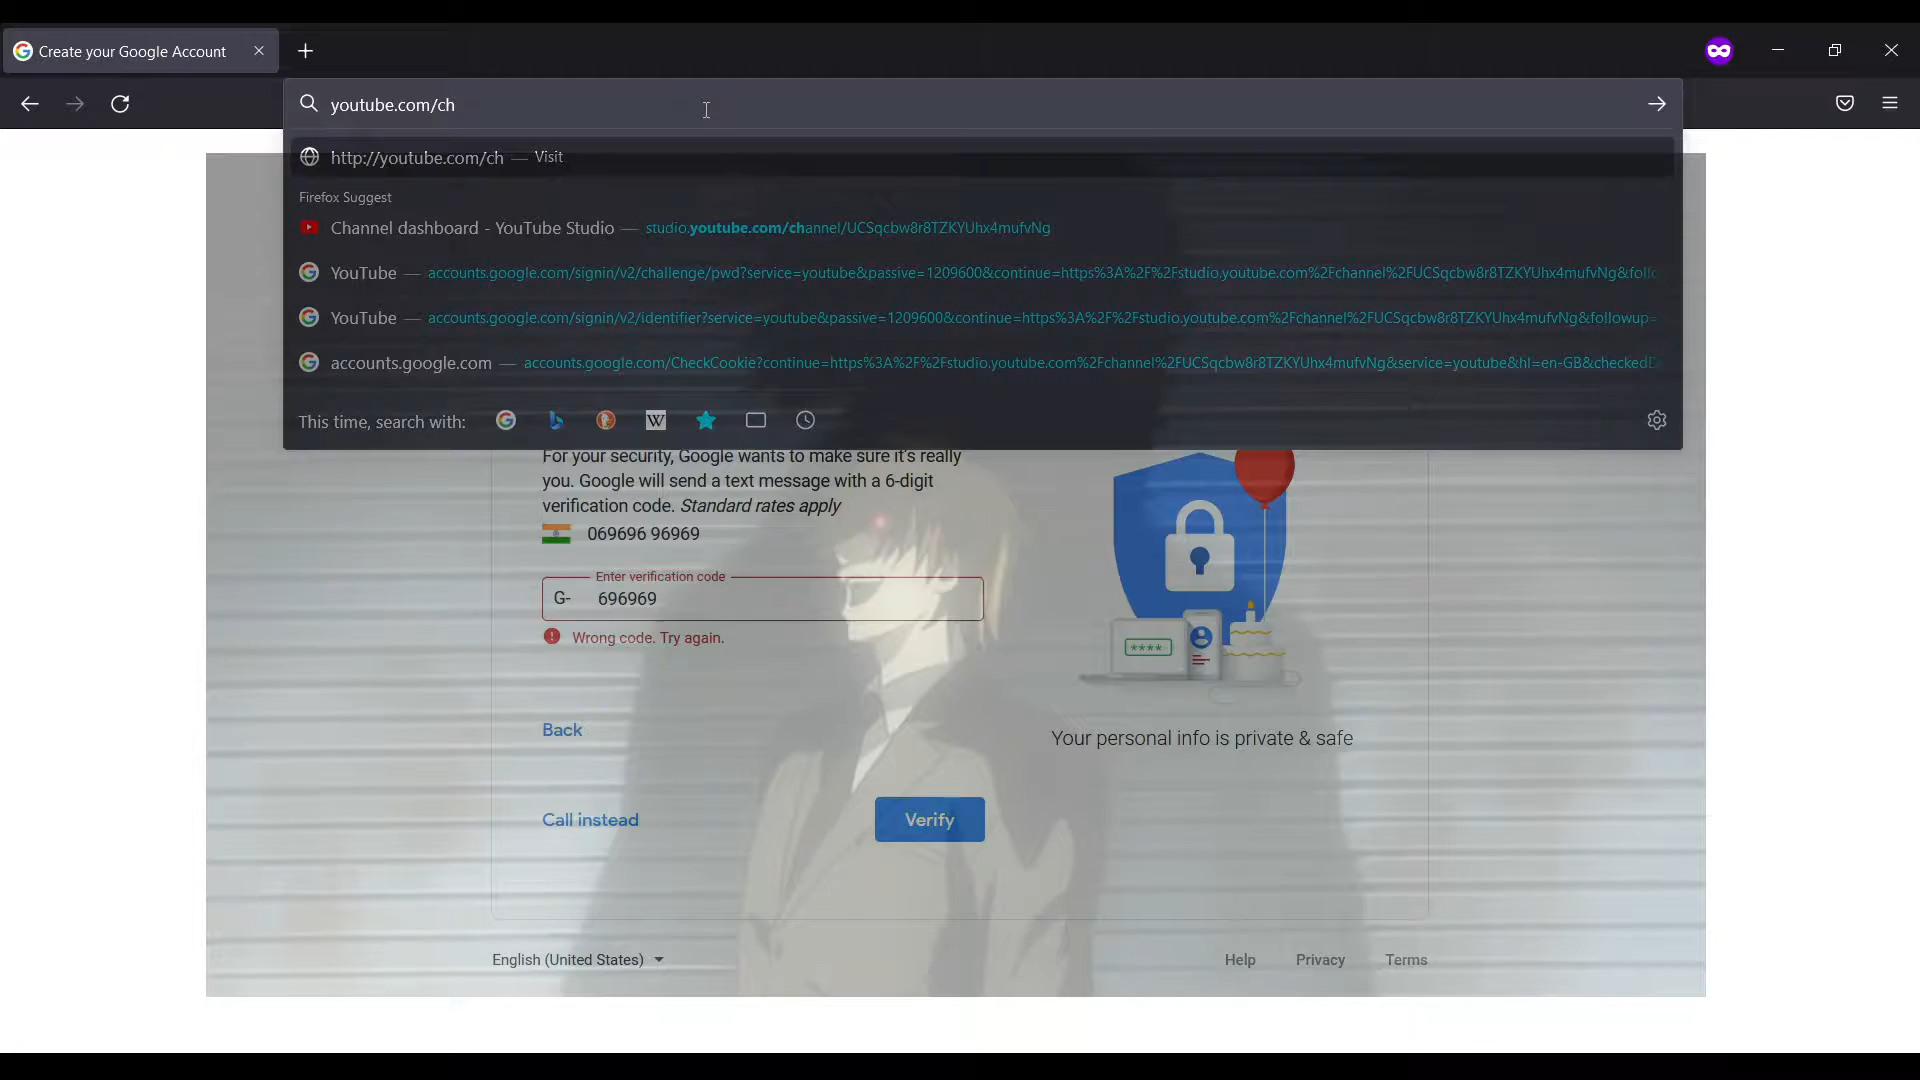 Create your Google Account
youtube.com/ch
http://youtube.com/ch — Visit
Firefox Suggest
Channel dashboard - YouTube Studio — studio.youtube.com/channel/UCSqcbw8r8TZKYUhx4mufvNg
YouTube — accounts.google.com/signin/v2/challenge/pwd?service=youtube&passive=1209600&continue=https%3A%2F%2Fstudio.youtube.com%2Fchannel%2FUCSqcbw8r8TZKYUhx4mufvNg&follo
YouTube — accounts.google.com/signin/v2/identifier?service=youtube&passive=1209600&continue=https%3A%2F%2Fstudio.youtube.com%2Fchannel%2FUCSqcbw8r8TZKYUhx4mufvNg&followup=
accounts.google.com — accounts.google.com/CheckCookie?continue=https%3A%2F%2Fstudio.youtube.com%2Fchannel%2FUCSqcbw8r8TZKYUhx4mufvNg&service=youtube&hl=en-GB&checkedD
This time, search with:
W
For your security, Google wants to make sure it's really
you. Google will send a text message with a 6-digit
verification code. Standard rates apply
069696 96969
Enter verification code
G- 696969
Wrong code. Try again.
****
Back
Your personal info is private & safe
Call instead
Verify
English (United States)
Help Privacy Terms